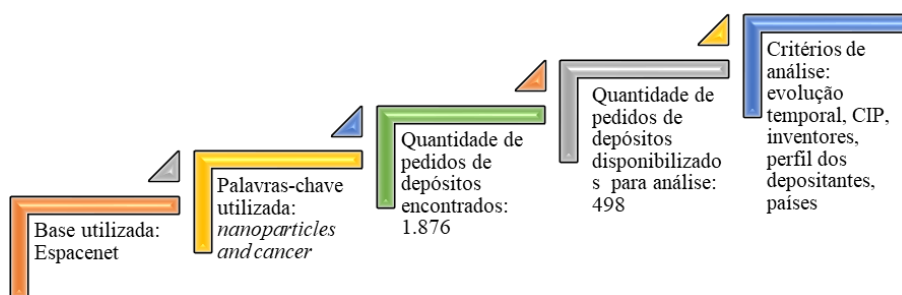 Base utilizada:
Espacenet
Palavras-chave
utilizada:
nanoparticles
and cancer
Quantidade de
pedidos de
depósitos
encontrados:
1.876
Quantidade de
pedidos de
depósitos
disponibilizado
s para análise:
498
Critérios de
análise:
evolução
temporal, CIP,
inventores,
perfil dos
depositantes,
países